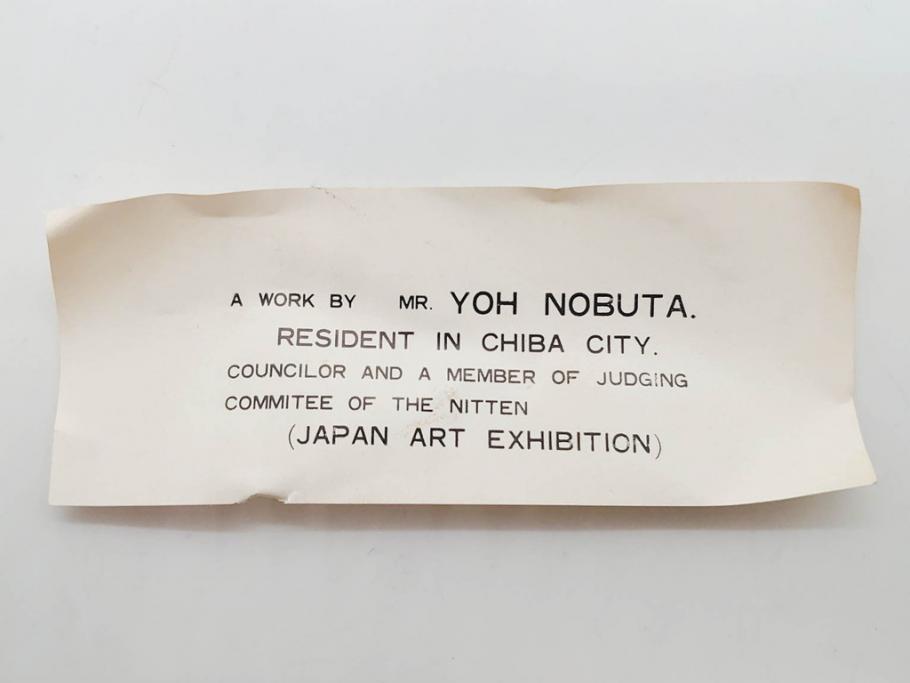 A WORK BY MR. YOH NOBUTA.
RESIDENT IN CHIBA CITY.
COUNCILOR AND A MEMBER OF JUDGING
COMMITEE OF THE NITTEN
(JAPAN ART EXHIBITION)